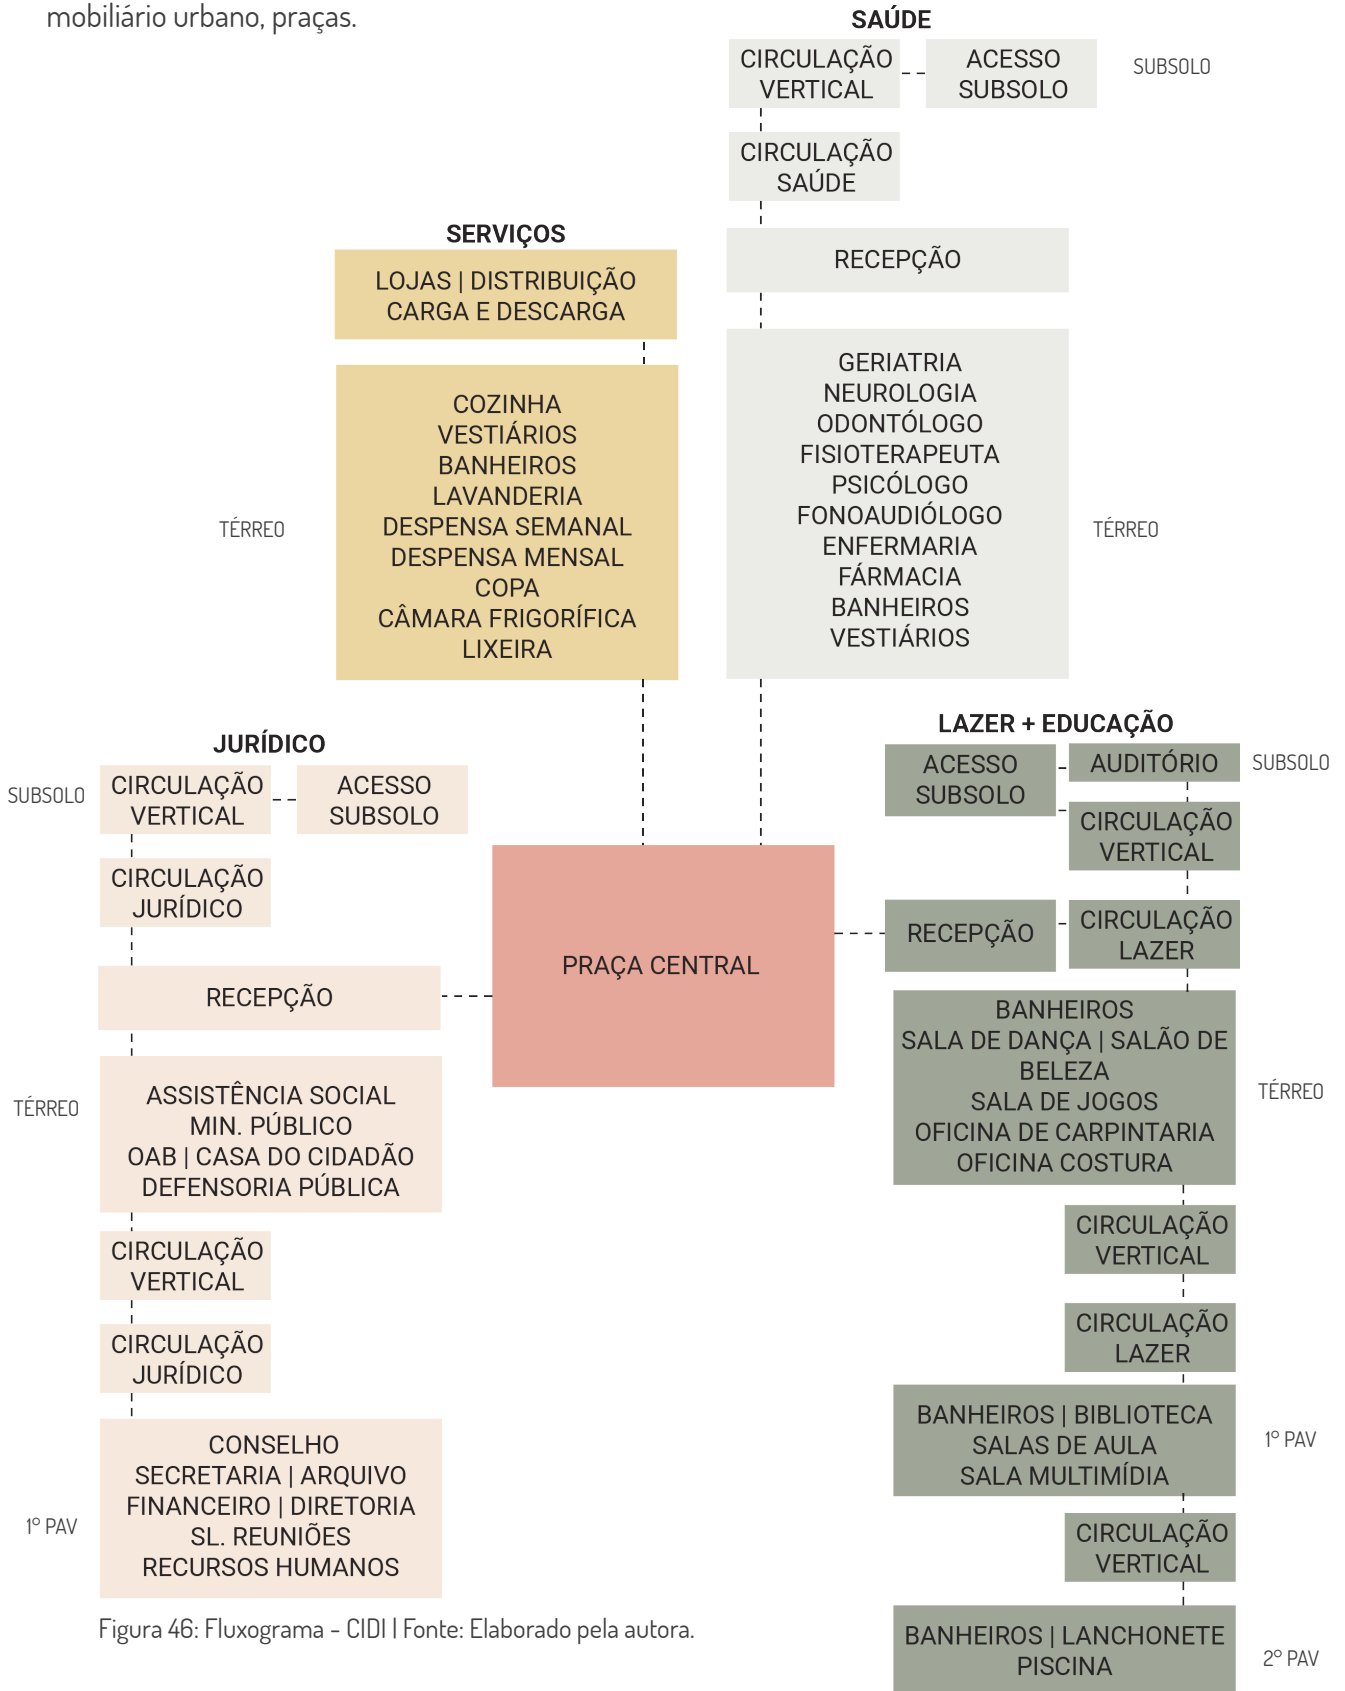 mobiliário urbano, praças.
SAÚDE
CIRCULAÇÃO
VERTICAL
ACESSO
SUBSOLO
SUBSOLO
CIRCULAÇÃO
SAÚDE
RECEPÇÃO
GERIATRIA
NEUROLOGIA
ODONTÓLOGO
FISIOTERAPEUTA
PSICÓLOGO
FONOAUDIÓLOGO
ENFERMARIA
FÁRMACIA
BANHEIROS
VESTIÁRIOS
TÉRREO
SERVIÇOS
LOJAS | DISTRIBUIÇÃO
CARGA E DESCARGA
COZINHA
VESTIÁRIOS
BANHEIROS
LAVANDERIA
DESPENSA SEMANAL
DESPENSA MENSAL
COPA
CÂMARA FRIGORÍFICA
LIXEIRA
TÉRREO
JURÍDICO
SUBSOLO
CIRCULAÇÃO
VERTICAL
ACESSO
SUBSOLO
CIRCULAÇÃO
JURÍDICO
RECEPÇÃO
TÉRREO
ASSISTÊNCIA SOCIAL
MIN. PÚBLICO
OAB | CASA DO CIDADÃO
DEFENSORIA PÚBLICA
CIRCULAÇÃO
VERTICAL
CIRCULAÇÃO
JURÍDICO
1º PAV
CONSELHO
SECRETARIA | ARQUIVO
FINANCEIRO | DIRETORIA
SL. REUNIÕES
RECURSOS HUMANOS
PRAÇA CENTRAL
LAZER + EDUCAÇÃO
ACESSO
SUBSOLO
AUDITÓRIO
SUBSOLO
CIRCULAÇÃO
VERTICAL
RECEPÇÃO
CIRCULAÇÃO
LAZER
BANHEIROS
SALA DE DANÇA | SALÃO DE
BELEZA
SALA DE JOGOS
OFICINA DE CARPINTARIA
OFICINA COSTURA
TÉRREO
CIRCULAÇÃO
VERTICAL
CIRCULAÇÃO
LAZER
BANHEIROS | BIBLIOTECA
SALAS DE AULA
SALA MULTIMÍDIA
1º PAV
CIRCULAÇÃO
VERTICAL
BANHEIROS | LANCHONETE
PISCINA
2º PAV
Figura 46: Fluxograma - CIDI | Fonte: Elaborado pela autora.